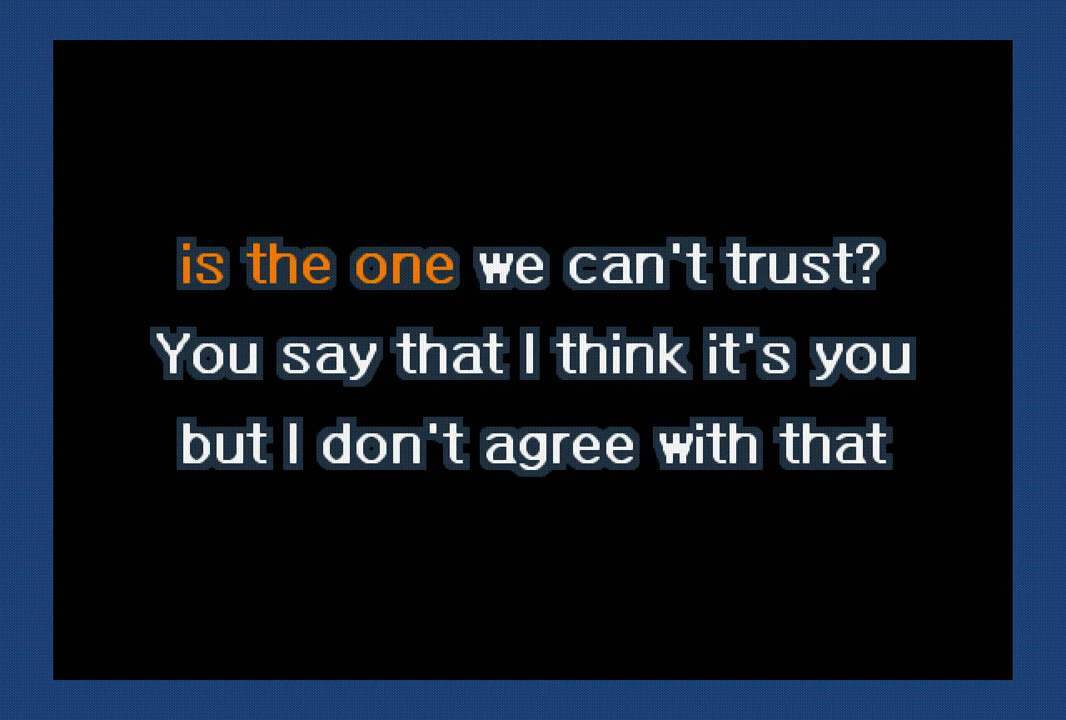 is the one we can't trust?
You say that I think it's you
but I don't agree with that